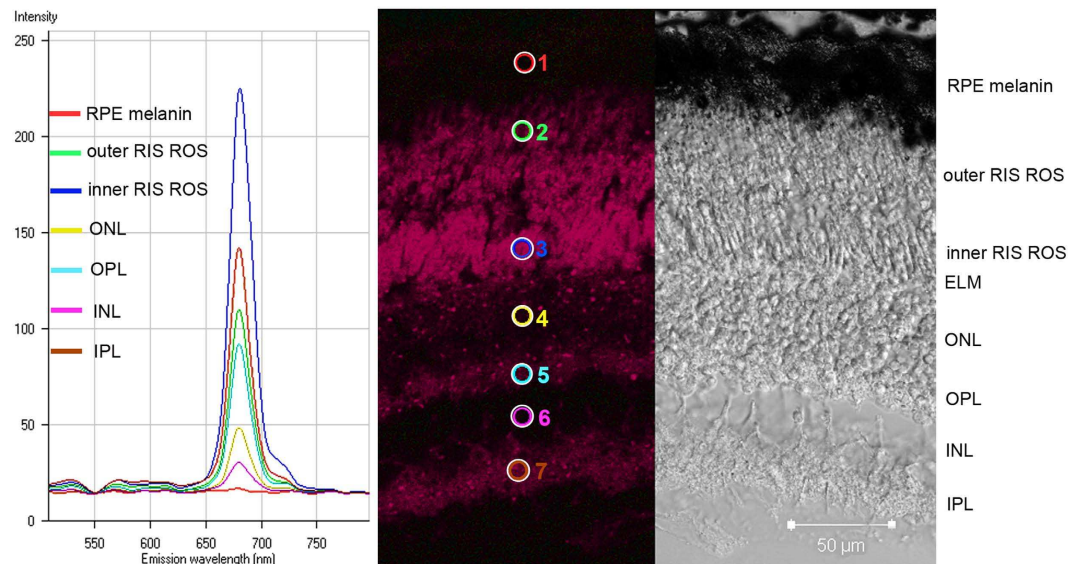 Intensity
250
200
150
100
50
0
550
600
650
700
750
Emission wavelength [nm]
RPE melanin
outer RIS ROS
inner RIS ROS
ONL
OPL
INL
IPL
1
2
3
4
5
6
7
RPE melanin
outer RIS ROS
inner RIS ROS
ELM
ONL
OPL
INL
IPL
50 µm